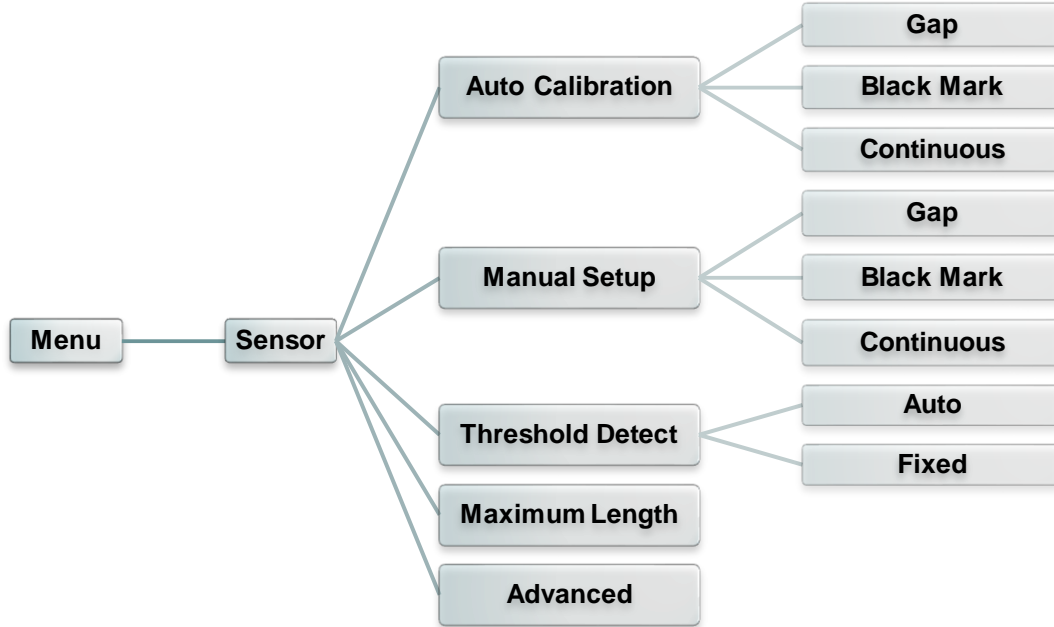 Menu
Sensor
Auto Calibration
Gap
Black Mark
Continuous
Manual Setup
Gap
Black Mark
Continuous
Threshold Detect
Auto
Fixed
Maximum Length
Advanced